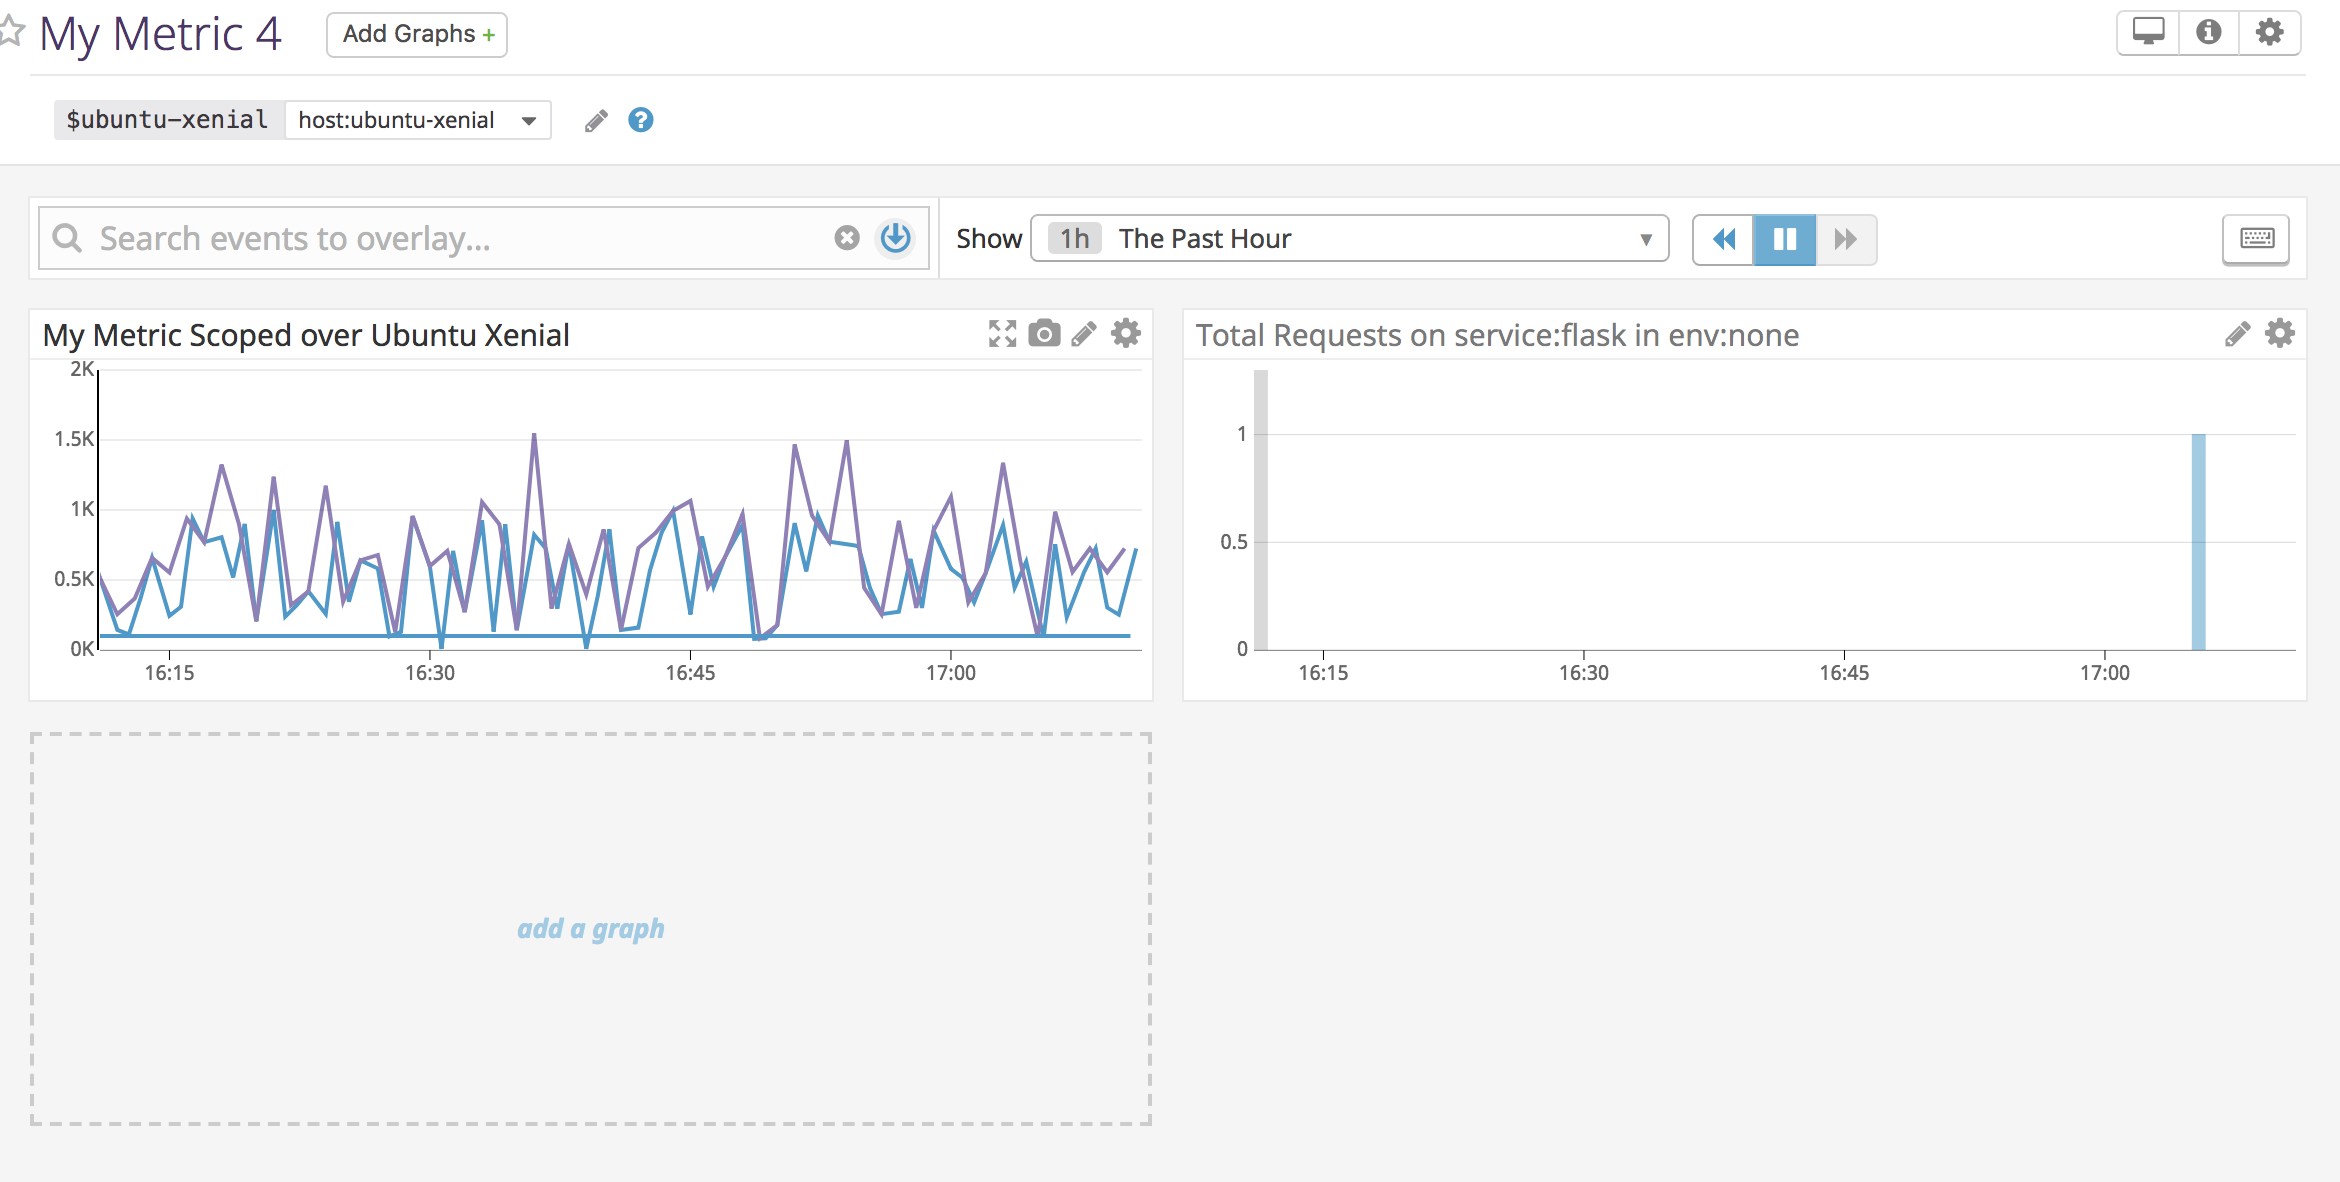 My Metric 4
Add Graphs +
$ubuntu-xenial host:ubuntu-xenial
?
Search events to overlay...
Show 1h The Past Hour
My Metric Scoped over Ubuntu Xenial
2K
1.5K
1K
0.5K
0K
16:15 16:30 16:45 17:00
Total Requests on service:flask in env:none
1
0.5
0
16:15 16:30 16:45 17:00
add a graph